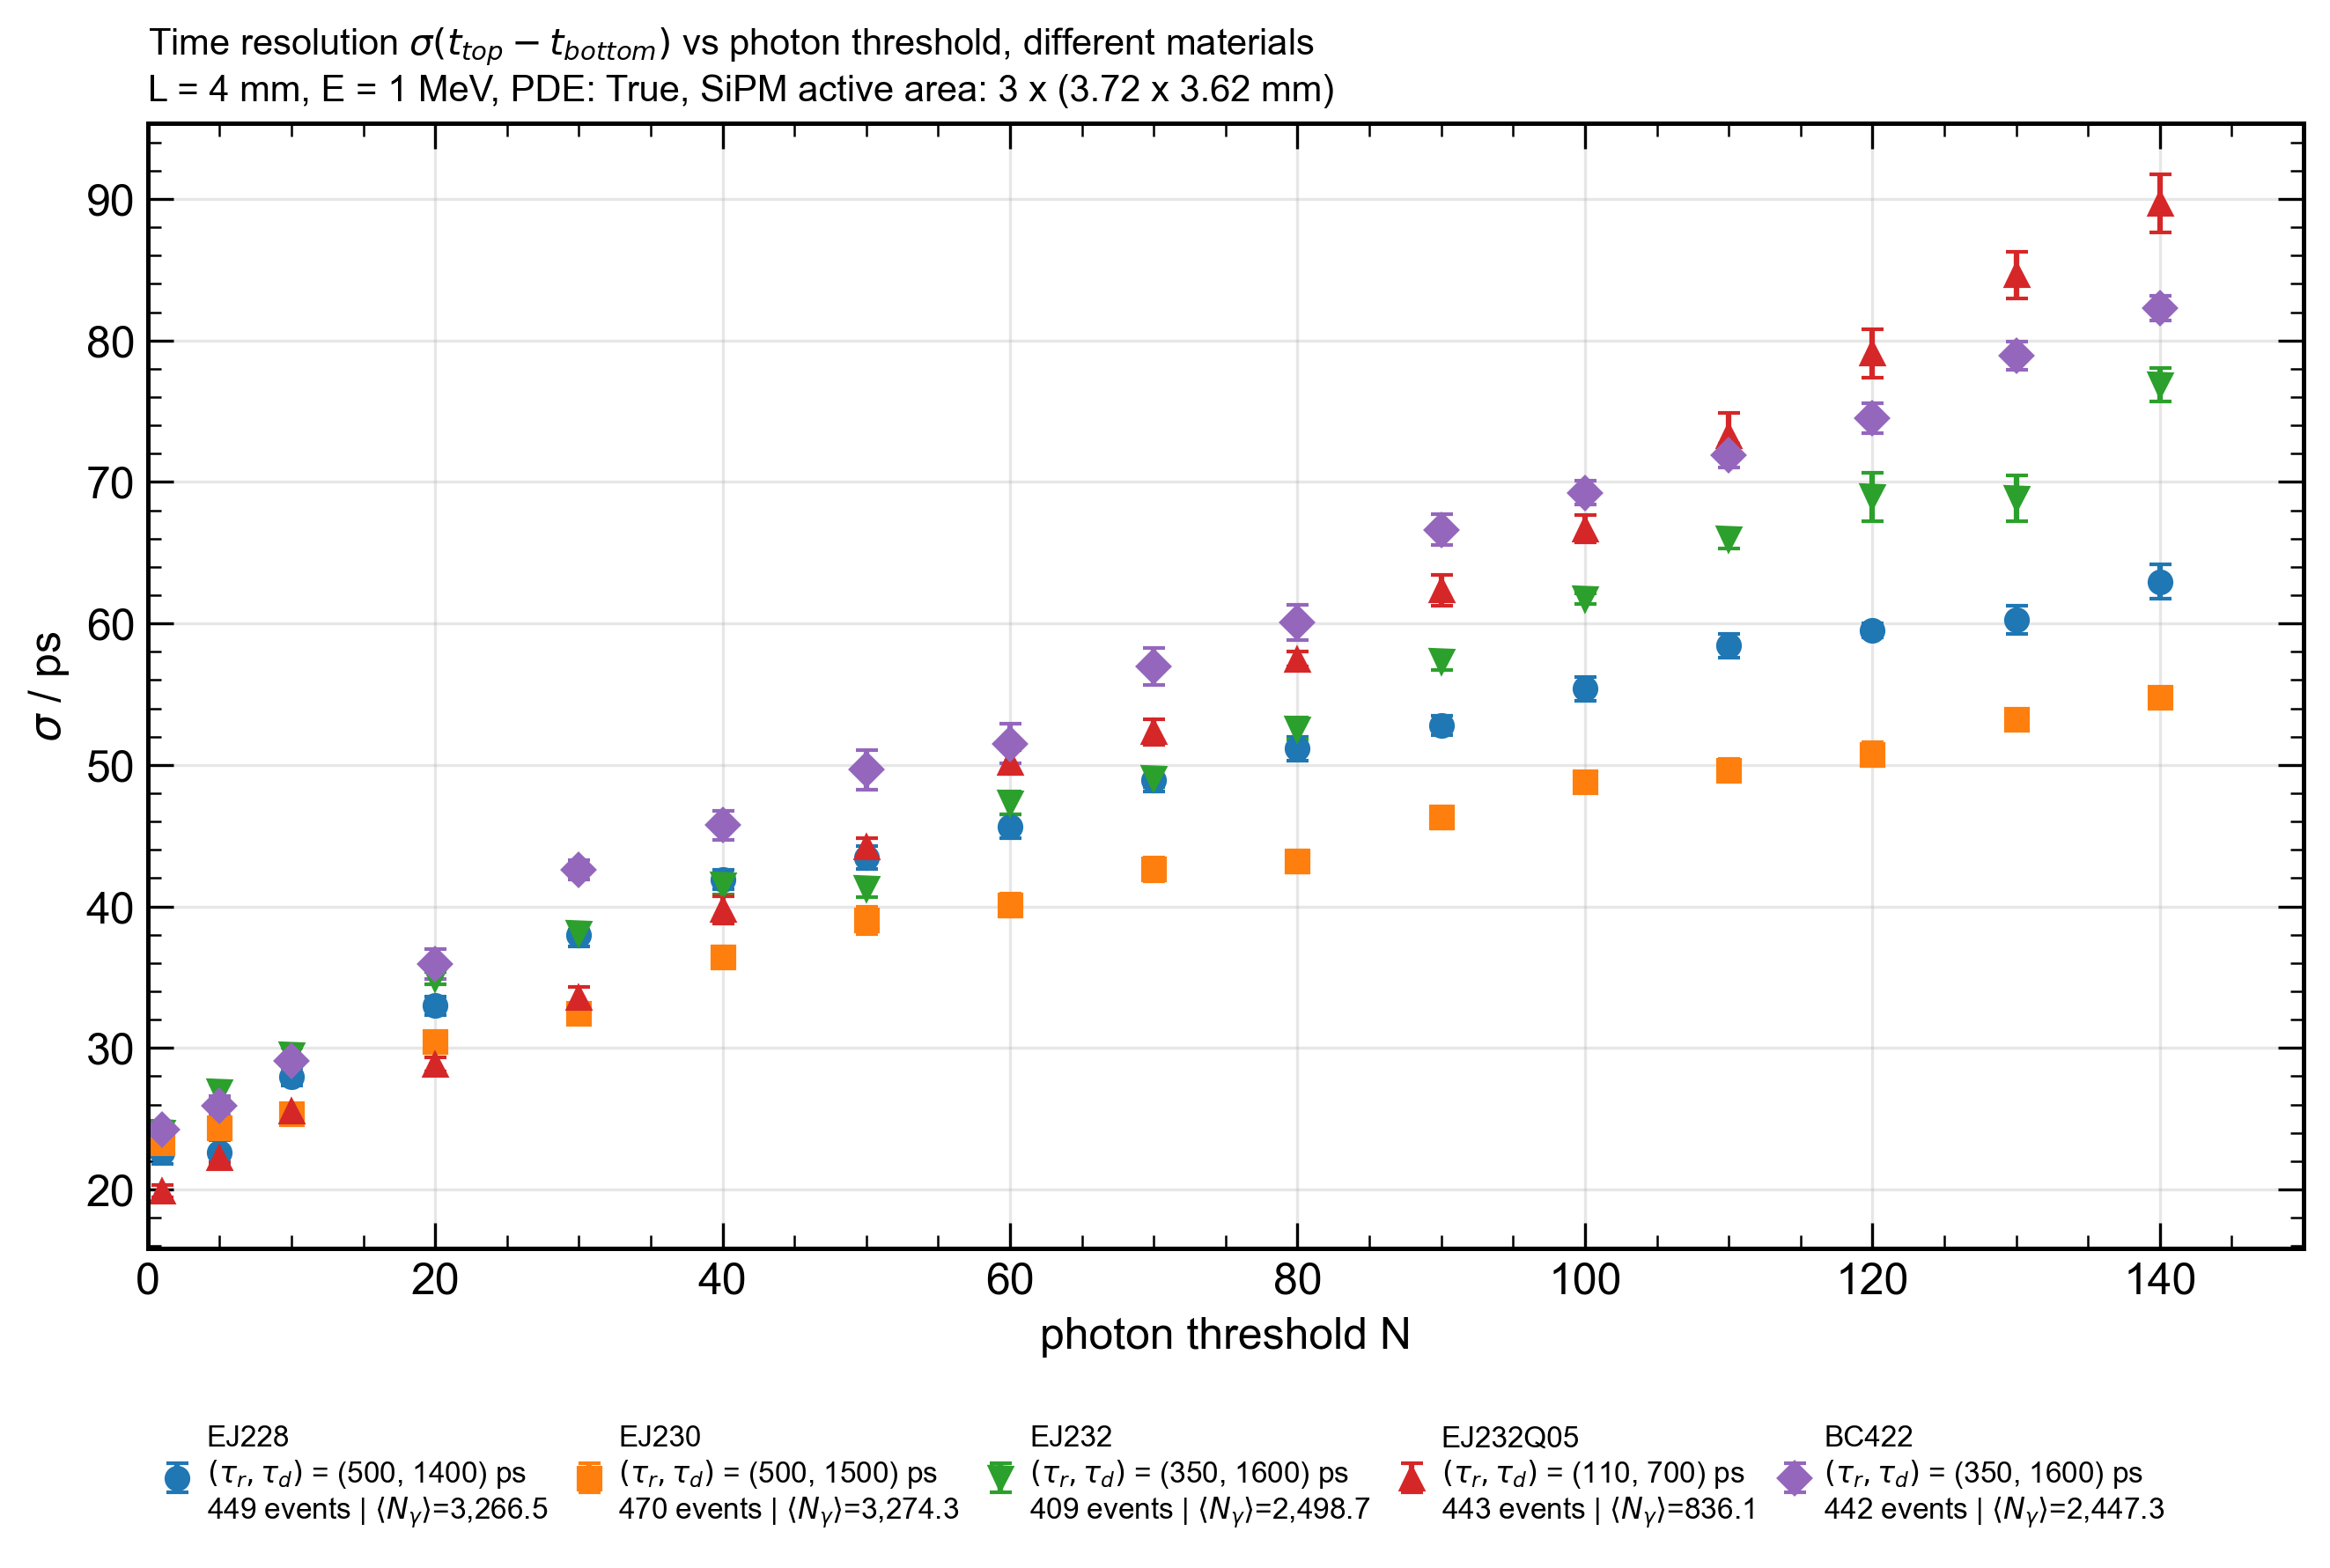 Time resolution σ(t_top − t_bottom) vs photon threshold, different materials
L = 4 mm, E = 1 MeV, PDE: True, SiPM active area: 3 x (3.72 x 3.62 mm)
90
80
70
60
50
40
30
20
σ / ps
0 20 40 60 80 100 120 140
photon threshold N
EJ228
(τ_r, τ_d) = (500, 1400) ps
449 events | ⟨N_γ⟩=3,266.5
EJ230
(τ_r, τ_d) = (500, 1500) ps
470 events | ⟨N_γ⟩=3,274.3
EJ232
(τ_r, τ_d) = (350, 1600) ps
409 events | ⟨N_γ⟩=2,498.7
EJ232Q05
(τ_r, τ_d) = (110, 700) ps
443 events | ⟨N_γ⟩=836.1
BC422
(τ_r, τ_d) = (350, 1600) ps
442 events | ⟨N_γ⟩=2,447.3